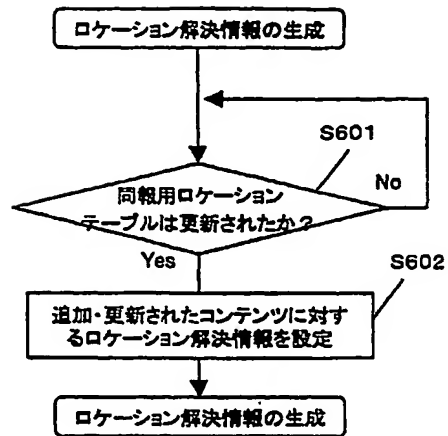 ロケーション解決情報の生成
S601
同報用ロケーション
テーブルは更新されたか？
No
Yes
S602
追加・更新されたコンテンツに対す
るロケーション解決情報を設定
ロケーション解決情報の生成